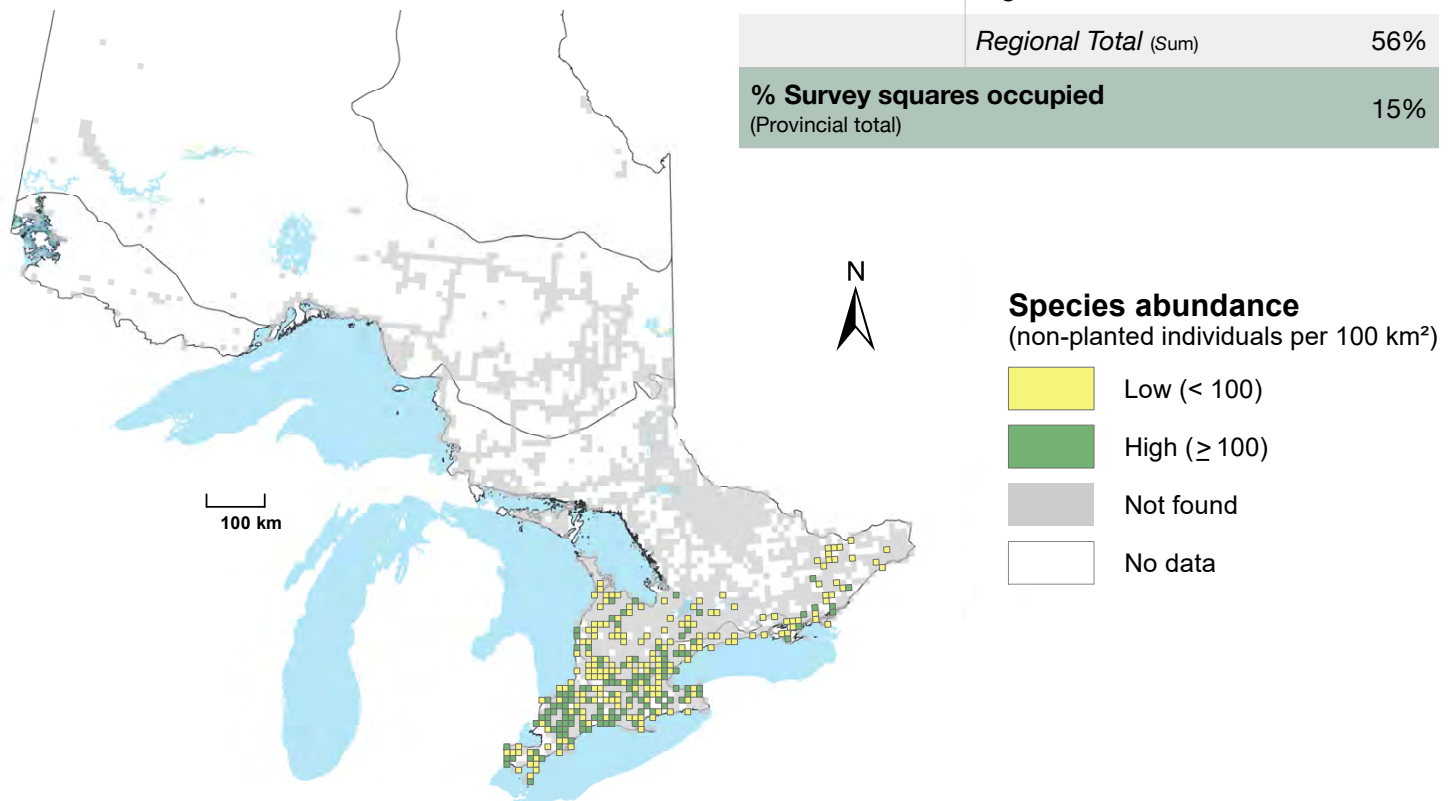 Regional Total (Sum) 56%
% Survey squares occupied 15%
(Provincial total)
N
Species abundance
(non-planted individuals per 100 km²)
Low (< 100)
High (≥ 100)
Not found
No data
100 km